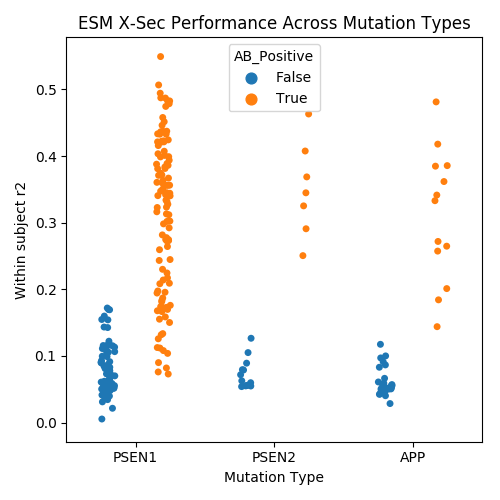 ESM X-Sec Performance Across Mutation Types
AB_Positive
False
True
Within subject r2
0.5
0.4
0.3
0.2
0.1
0.0
PSEN1
PSEN2
APP
Mutation Type